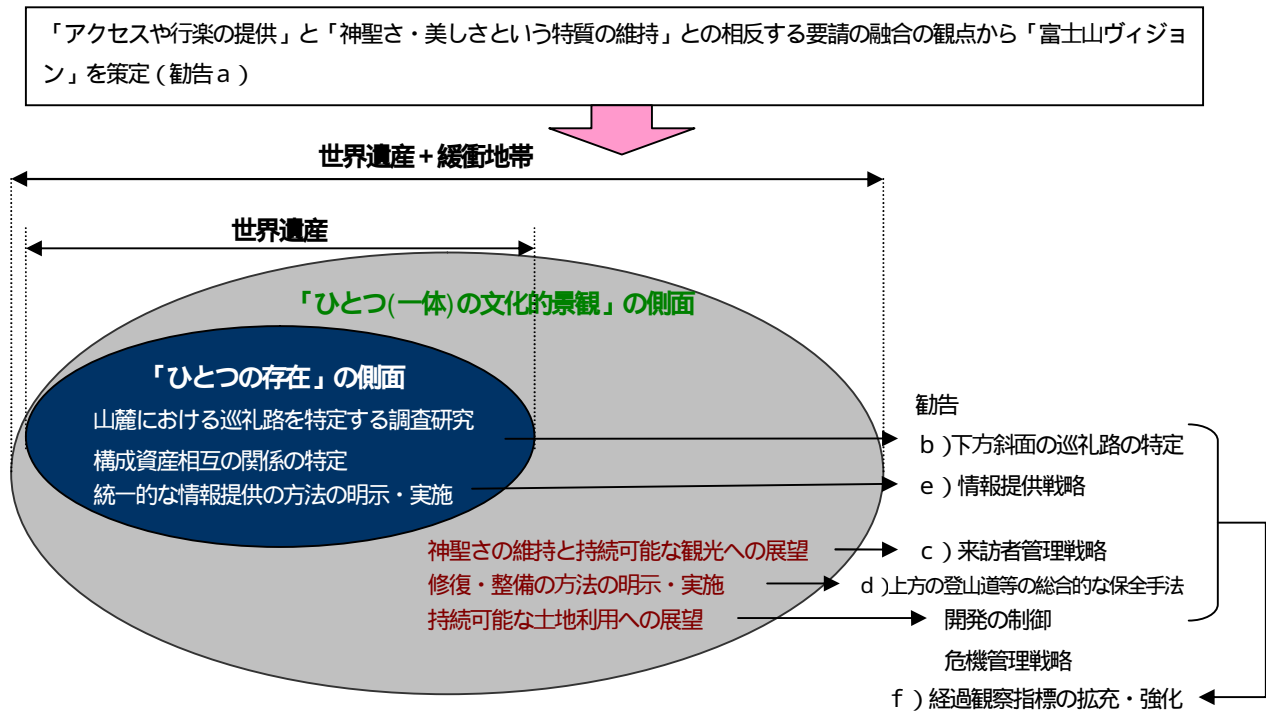 「アクセスや行楽の提供」と「神聖さ・美しさという特質の維持」との相反する要請の融合の観点から「富士山ヴィジョ
ン」を策定(勧告a)
世界遺産+緩衝地帯
世界遺産
「ひとつ(一体)の文化的景観」の側面
「ひとつの存在」の側面
山麓における巡礼路を特定する調査研究
構成資産相互の関係の特定
統一的な情報提供の方法の明示・実施
神聖さの維持と持続可能な観光への展望
修復・整備の方法の明示・実施
持続可能な土地利用への展望
勧告
b)下方斜面の巡礼路の特定
e)情報提供戦略
c)来訪者管理戦略
d)上方の登山道等の総合的な保全手法
開発の制御
危機管理戦略
f)経過観察指標の拡充・強化